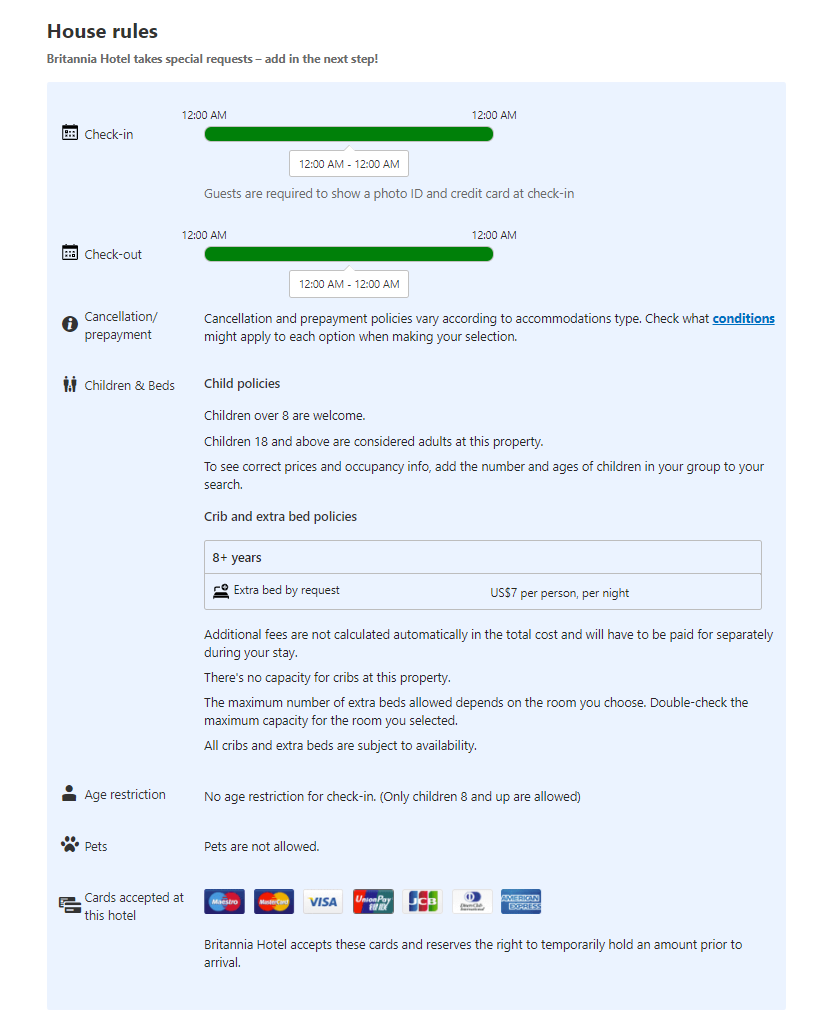 House rules
Britannia Hotel takes special requests – add in the next step!
12:00 AM 12:00 AM
Check-in
12:00 AM - 12:00 AM
Guests are required to show a photo ID and credit card at check-in
12:00 AM 12:00 AM
Check-out
12:00 AM - 12:00 AM
Cancellation/
prepayment
Cancellation and prepayment policies vary according to accommodations type. Check what conditions
might apply to each option when making your selection.
Children & Beds
Child policies
Children over 8 are welcome.
Children 18 and above are considered adults at this property.
To see correct prices and occupancy info, add the number and ages of children in your group to your
search.
Crib and extra bed policies
8+ years
Extra bed by request US$7 per person, per night
Additional fees are not calculated automatically in the total cost and will have to be paid for separately
during your stay.
There's no capacity for cribs at this property.
The maximum number of extra beds allowed depends on the room you choose. Double-check the
maximum capacity for the room you selected.
All cribs and extra beds are subject to availability.
Age restriction
No age restriction for check-in. (Only children 8 and up are allowed)
Pets
Pets are not allowed.
Cards accepted at
this hotel
Maestro MasterCard VISA UnionPay 银联 JCB Diners Club International AMERICAN EXPRESS
Britannia Hotel accepts these cards and reserves the right to temporarily hold an amount prior to
arrival.